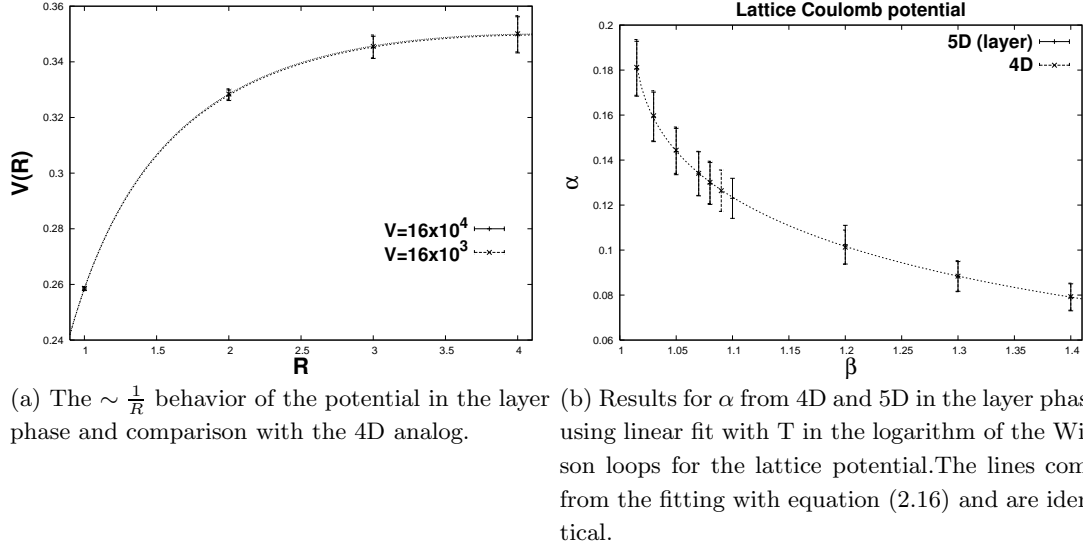 0.36
0.34
0.32
0.3
0.28
0.26
0.24
V(R)
V=16x10^4
V=16x10^3
1
1.5
2
2.5
3
3.5
4
R
Lattice Coulomb potential
0.2
0.18
0.16
0.14
0.12
0.1
0.08
0.06
α
5D (layer)
4D
1
1.05
1.1
1.15
1.2
1.25
1.3
1.35
1.4
β
(a) The ∼ 1/R behavior of the potential in the layer
phase and comparison with the 4D analog.
(b) Results for α from 4D and 5D in the layer phas
using linear fit with T in the logarithm of the Wi
son loops for the lattice potential.The lines com
from the fitting with equation (2.16) and are iden
tical.